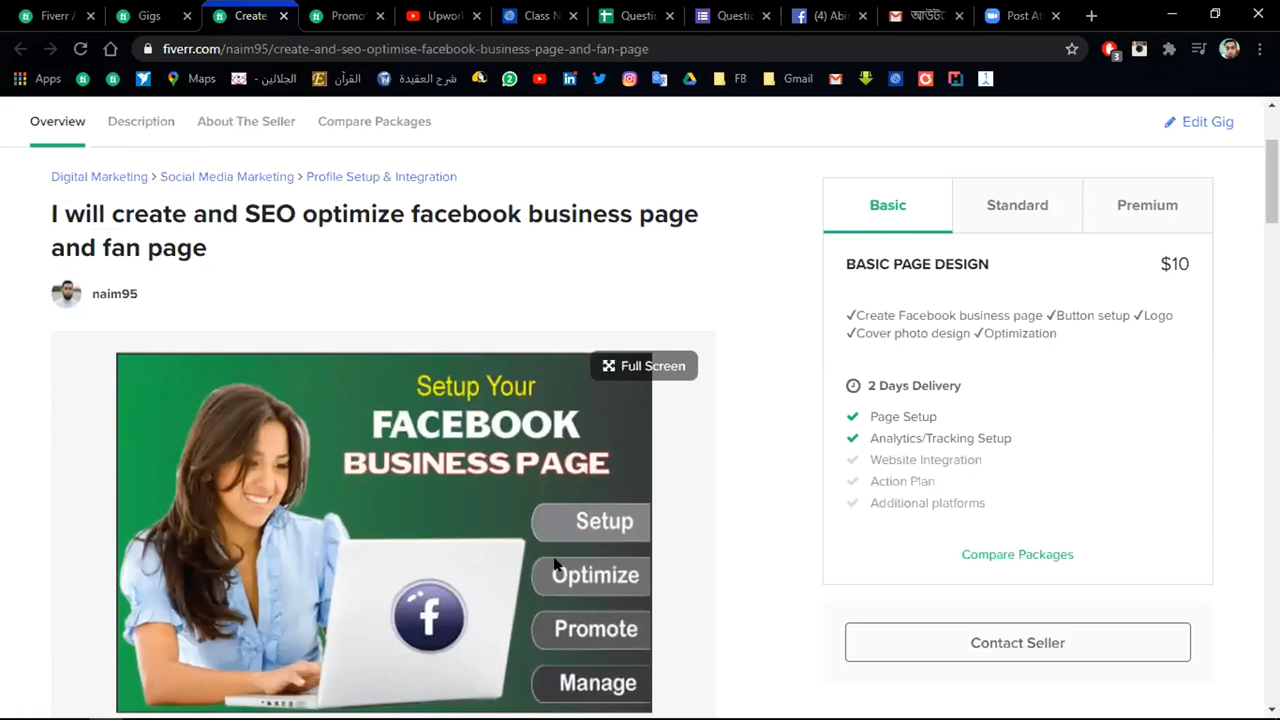 Fiverr /
Gigs
Create
Promo
Upwork
Class N
Questio
Questio
(4) Abi
আউট
Post At
fiverr.com/naim95/create-and-seo-optimise-facebook-business-page-and-fan-page
3
Apps
Maps
الجلالين -
القرآن
شرح العقيدة
2
FB
Gmail
Overview
Description
About The Seller
Compare Packages
Edit Gig
Digital Marketing > Social Media Marketing > Profile Setup & Integration
I will create and SEO optimize facebook business page
and fan page
naim95
Full Screen
Setup Your
FACEBOOK
BUSINESS PAGE
Setup
Optimize
Promote
Manage
f
Basic
Standard
Premium
BASIC PAGE DESIGN
$10
✓Create Facebook business page ✓Button setup ✓Logo
✓Cover photo design ✓Optimization
2 Days Delivery
Page Setup
Analytics/Tracking Setup
Website Integration
Action Plan
Additional platforms
Compare Packages
Contact Seller